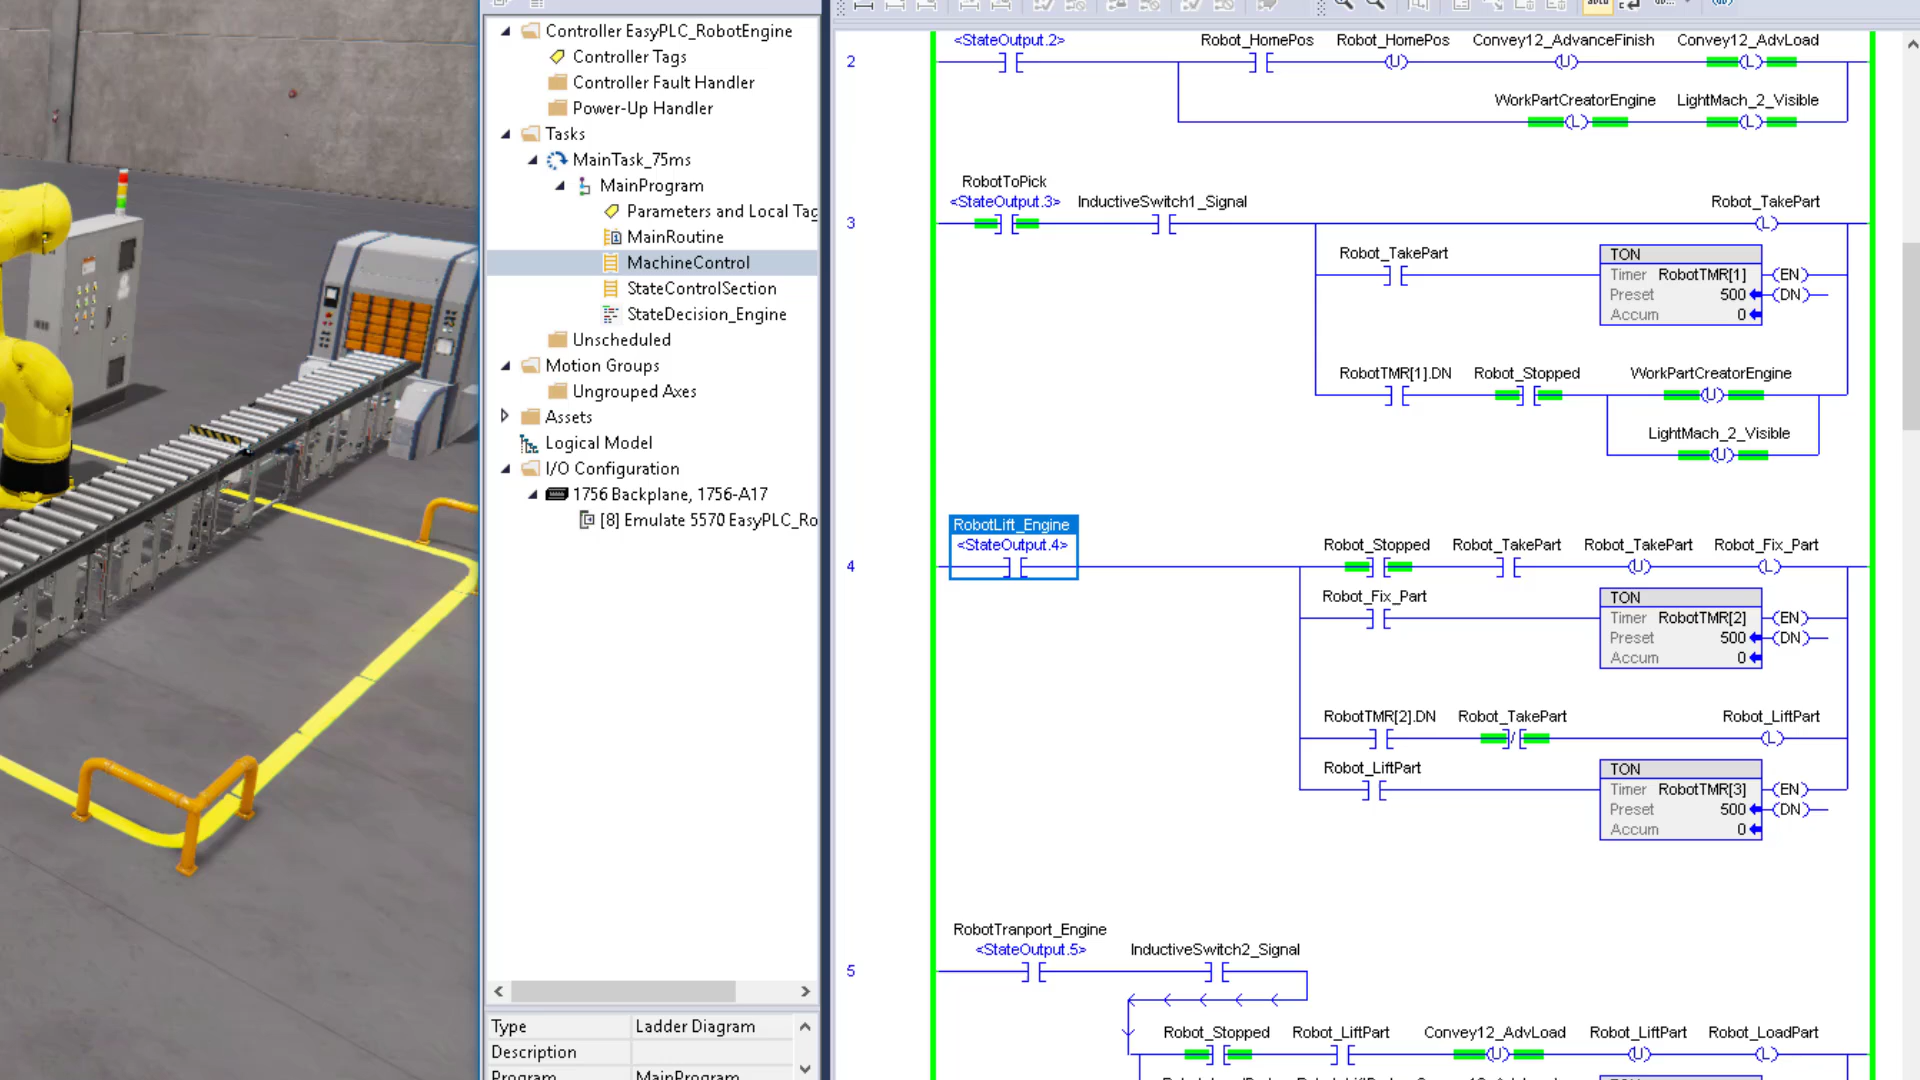 Controller EasyPLC_RobotEngine
Controller Tags
Controller Fault Handler
Power-Up Handler
Tasks
MainTask_75ms
MainProgram
Parameters and Local Tag
MainRoutine
MachineControl
StateControlSection
StateDecision_Engine
Unscheduled
Motion Groups
Ungrouped Axes
Assets
Logical Model
I/O Configuration
1756 Backplane, 1756-A17
[8] Emulate 5570 EasyPLC_Ro
Type Ladder Diagram
Description
Program MainProgram
<StateOutput.2> Robot_HomePos Robot_HomePos Convey12_AdvanceFinish Convey12_AdvLoad
2 U U L
WorkPartCreatorEngine LightMach_2_Visible
L L
RobotToPick
<StateOutput.3> InductiveSwitch1_Signal Robot_TakePart
3 L
Robot_TakePart TON
Timer RobotTMR[1] EN
Preset 500 DN
Accum 0
RobotTMR[1].DN Robot_Stopped WorkPartCreatorEngine
U
LightMach_2_Visible
U
RobotLift_Engine
<StateOutput.4> Robot_Stopped Robot_TakePart Robot_TakePart Robot_Fix_Part
4 U L
Robot_Fix_Part TON
Timer RobotTMR[2] EN
Preset 500 DN
Accum 0
RobotTMR[2].DN Robot_TakePart Robot_LiftPart
/ L
Robot_LiftPart TON
Timer RobotTMR[3] EN
Preset 500 DN
Accum 0
RobotTranport_Engine
<StateOutput.5> InductiveSwitch2_Signal
5
Robot_Stopped Robot_LiftPart Convey12_AdvLoad Robot_LiftPart Robot_LoadPart
U U L